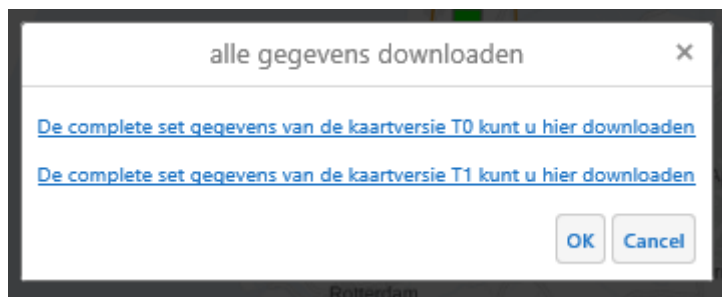 alle gegevens downloaden ×
De complete set gegevens van de kaartversie T0 kunt u hier downloaden
De complete set gegevens van de kaartversie T1 kunt u hier downloaden
OK Cancel
Rotterdam